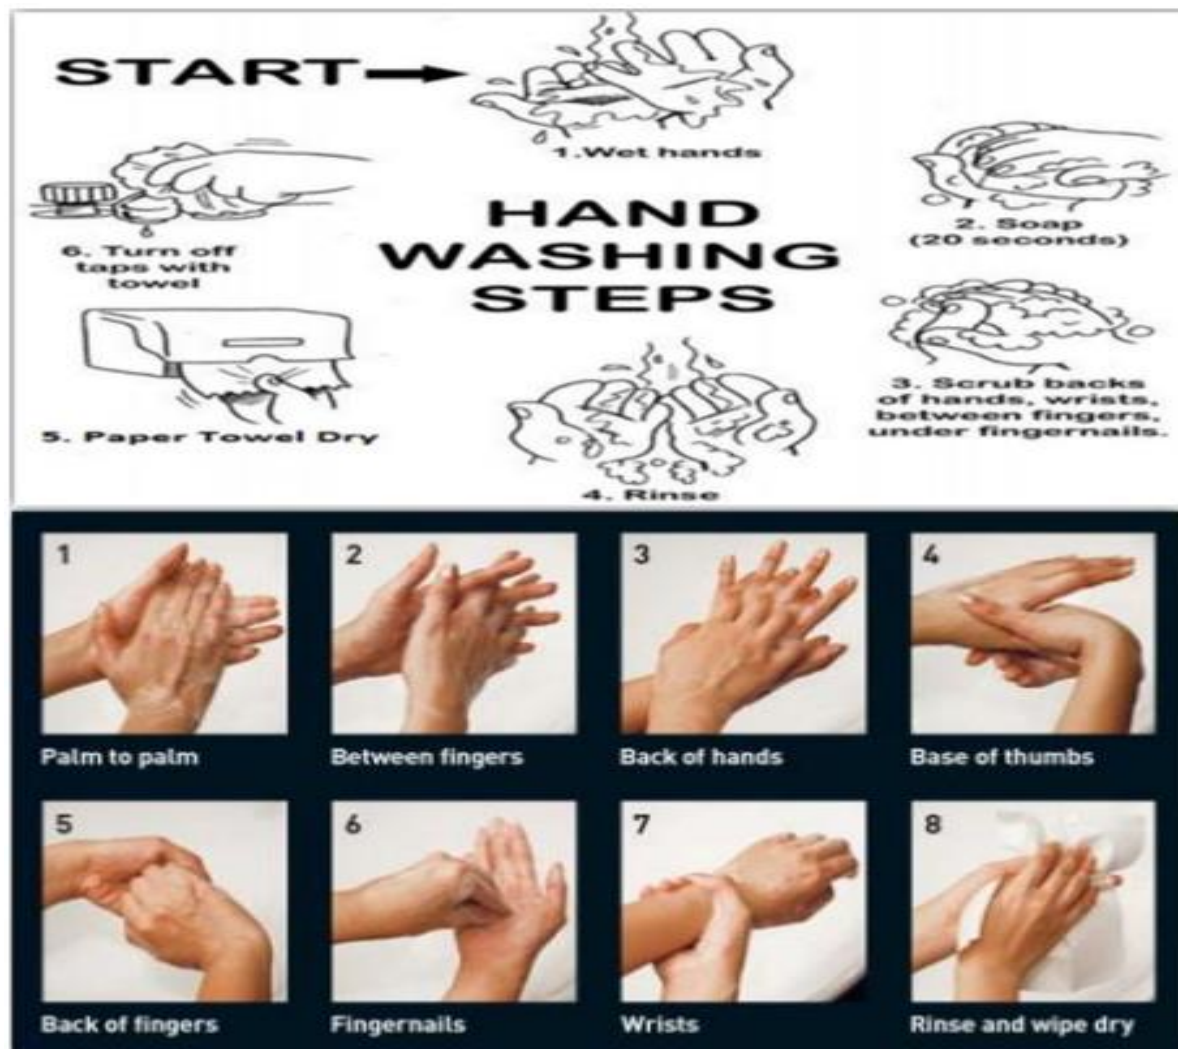 START
1.Wet hands
2. Soap
(20 seconds)
HAND
WASHING
STEPS
3. Scrub backs
of hands, wrists,
between fingers,
under fingernails.
4. Rinse
5. Paper Towel Dry
6. Turn off
taps with
towel
1
Palm to palm
2
Between fingers
3
Back of hands
4
Base of thumbs
5
Back of fingers
6
Fingernails
7
Wrists
8
Rinse and wipe dry